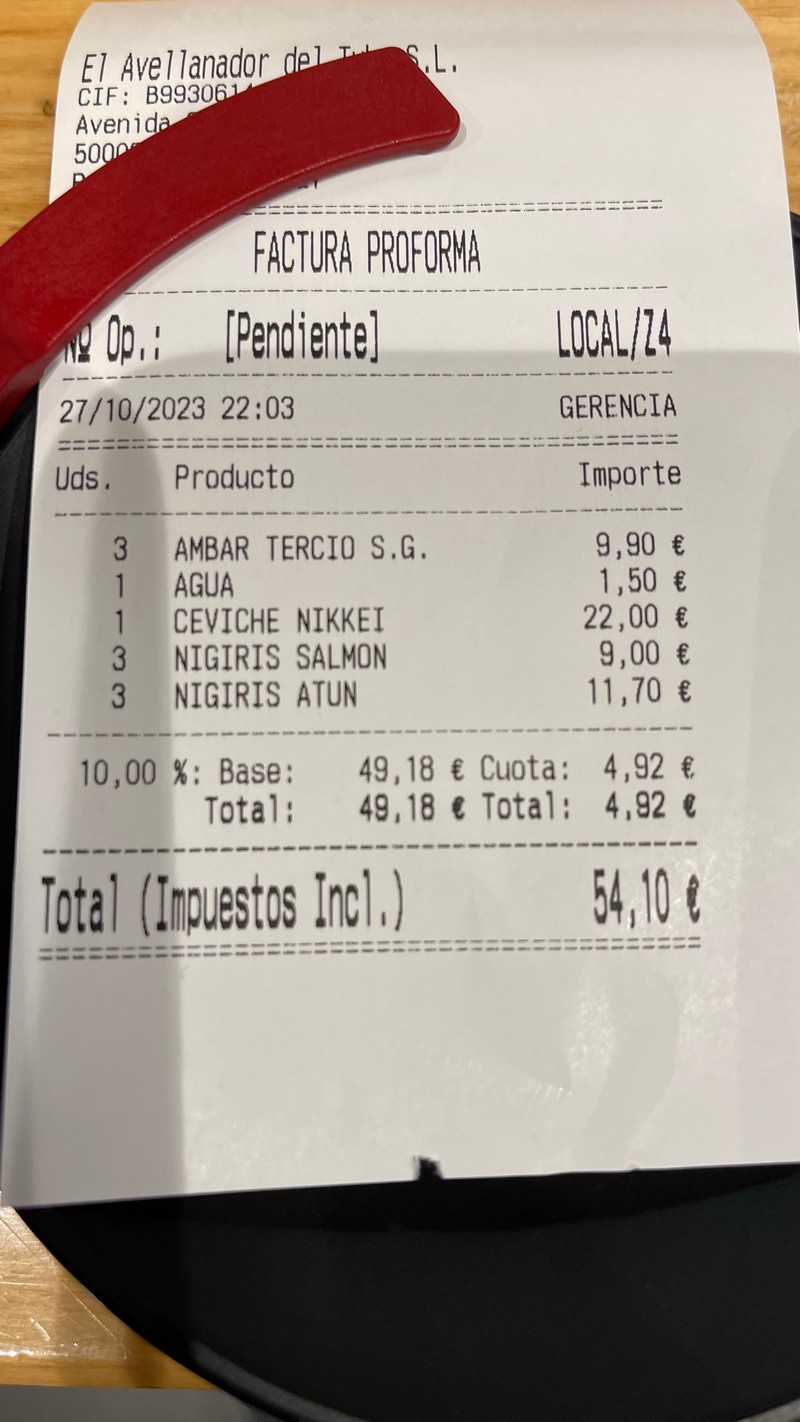 El Avellanador del S.L.
CIF: B9930614
Avenida
FACTURA PROFORMA
Nº Op.: [Pendiente] LOCAL/Z4
27/10/2023 22:03 GERENCIA
Uds. Producto Importe
3 AMBAR TERCIO S.G. 9,90 €
1 AGUA 1,50 €
1 CEVICHE NIKKEI 22,00 €
3 NIGIRIS SALMON 9,00 €
3 NIGIRIS ATUN 11,70 €
10,00 %: Base: 49,18 € Cuota: 4,92 €
Total: 49,18 € Total: 4,92 €
Total (Impuestos Incl.) 54,10 €